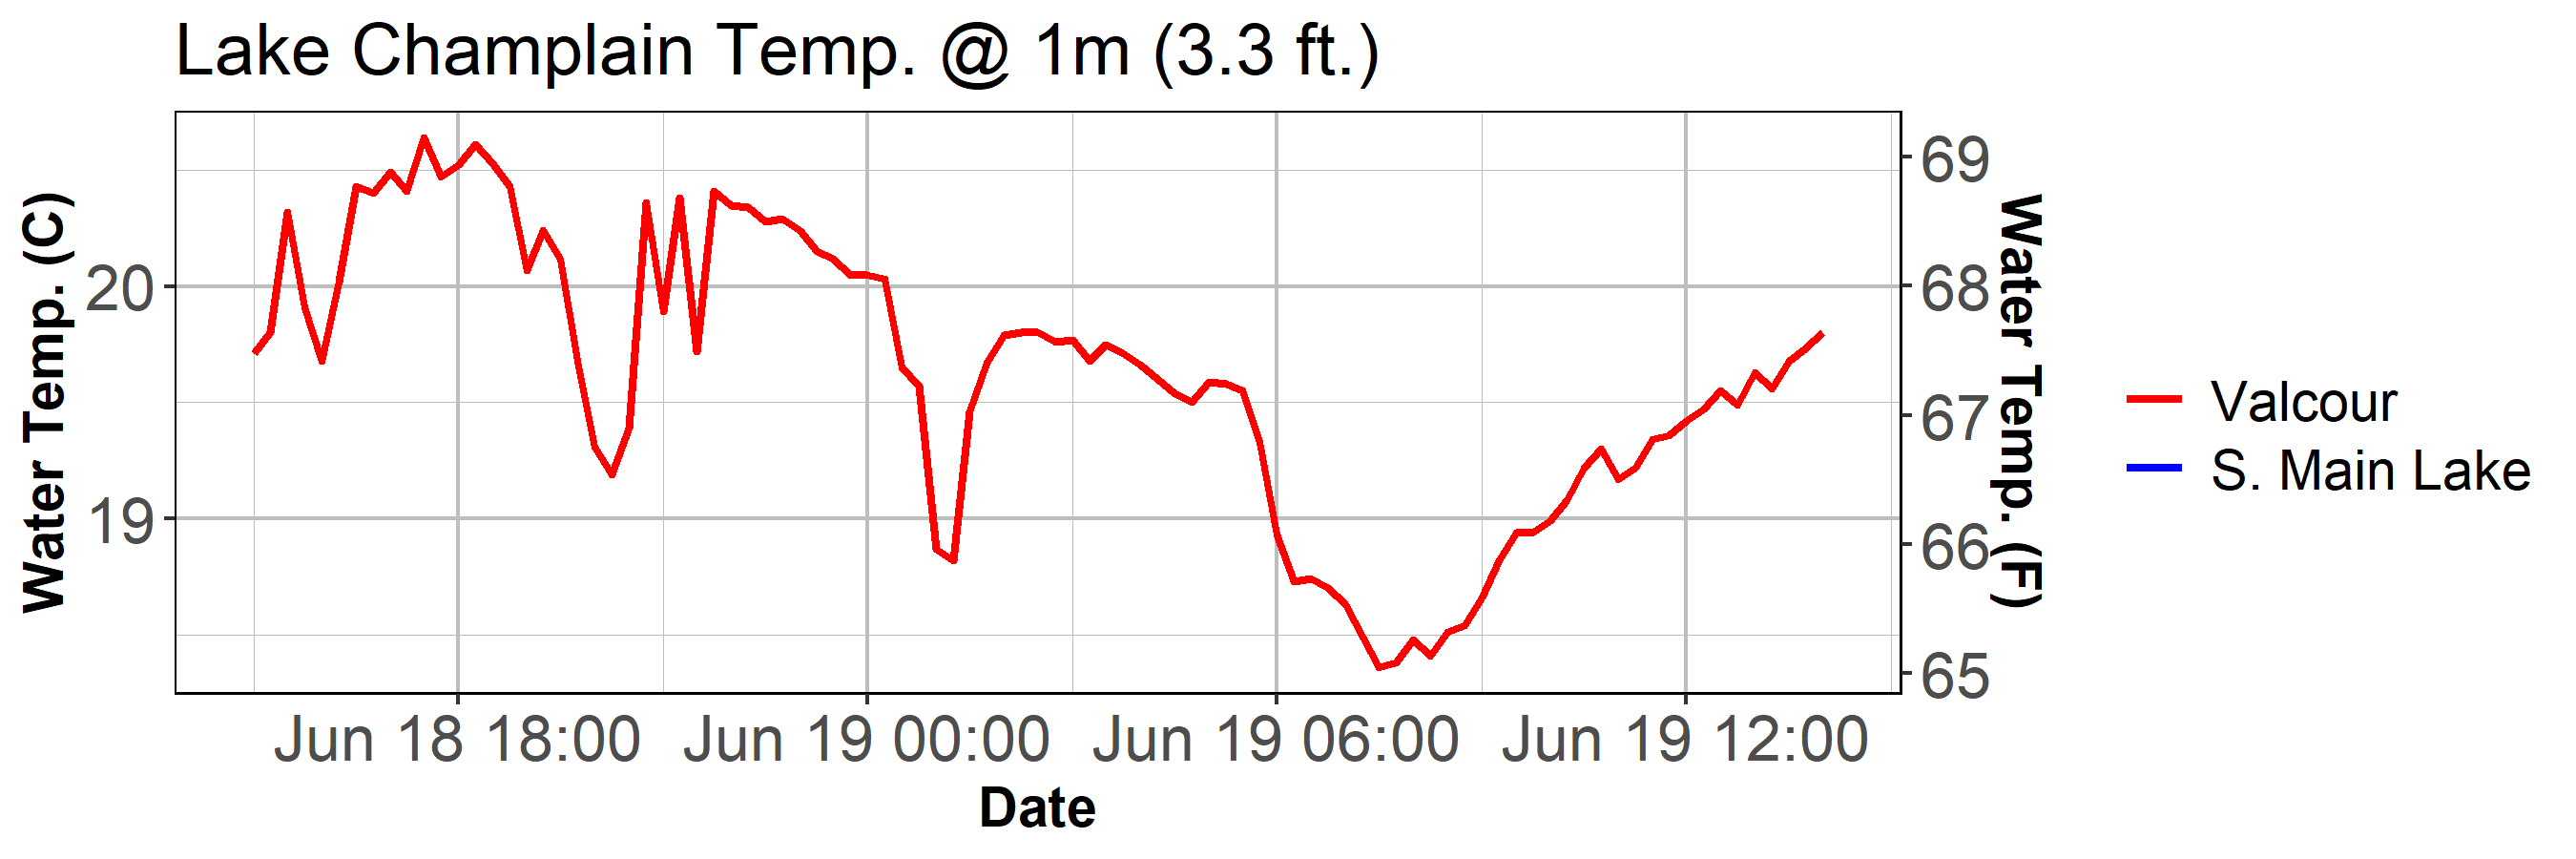 Lake Champlain Temp. @ 1m (3.3 ft.)
Water Temp. (C)
20
19
69
68
67
66
65
Water Temp. (F)
Jun 18 18:00 Jun 19 00:00 Jun 19 06:00 Jun 19 12:00
Date
Valcour
S. Main Lake